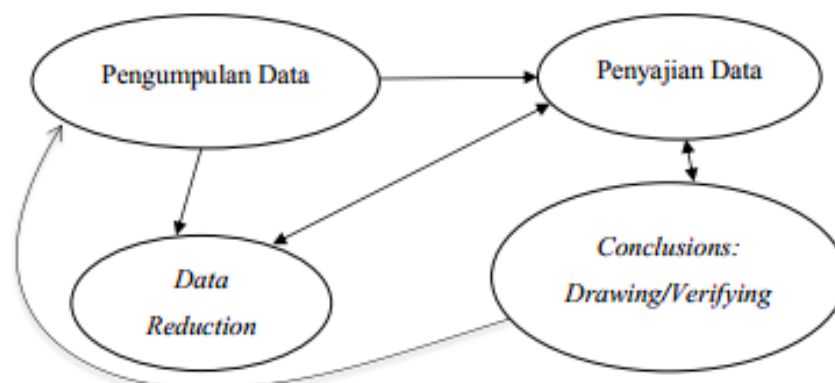 Pengumpulan Data
Penyajian Data
Data
Reduction
Conclusions:
Drawing/Verifying